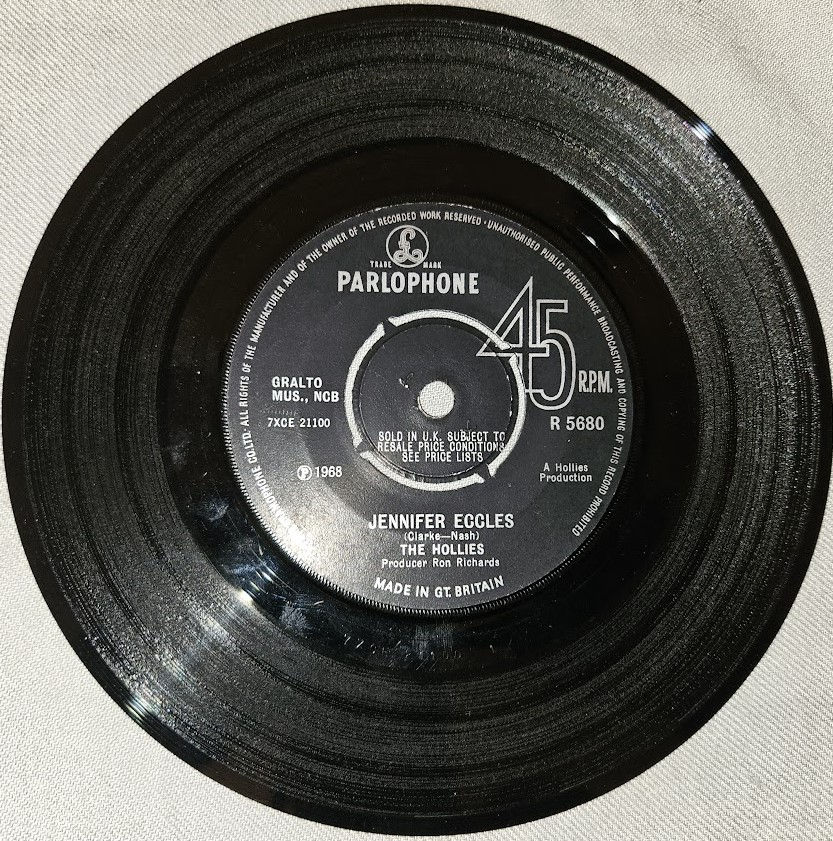 ALL RIGHTS OF THE MANUFACTURER AND OF THE OWNER OF THE RECORDED WORK RESERVED · UNAUTHORISED PUBLIC PERFORMANCE BROADCASTING AND COPYING OF THIS RECORD PROHIBITED
£
TRADE MARK
PARLOPHONE
45
R.P.M.
GRALTO
MUS., NCB
7XCE 21100
R 5680
SOLD IN U.K. SUBJECT TO
RESALE PRICE CONDITIONS
SEE PRICE LISTS
℗ 1968
A Hollies
Production
JENNIFER ECCLES
(Clarke—Nash)
THE HOLLIES
Producer Ron Richards
MADE IN GT. BRITAIN